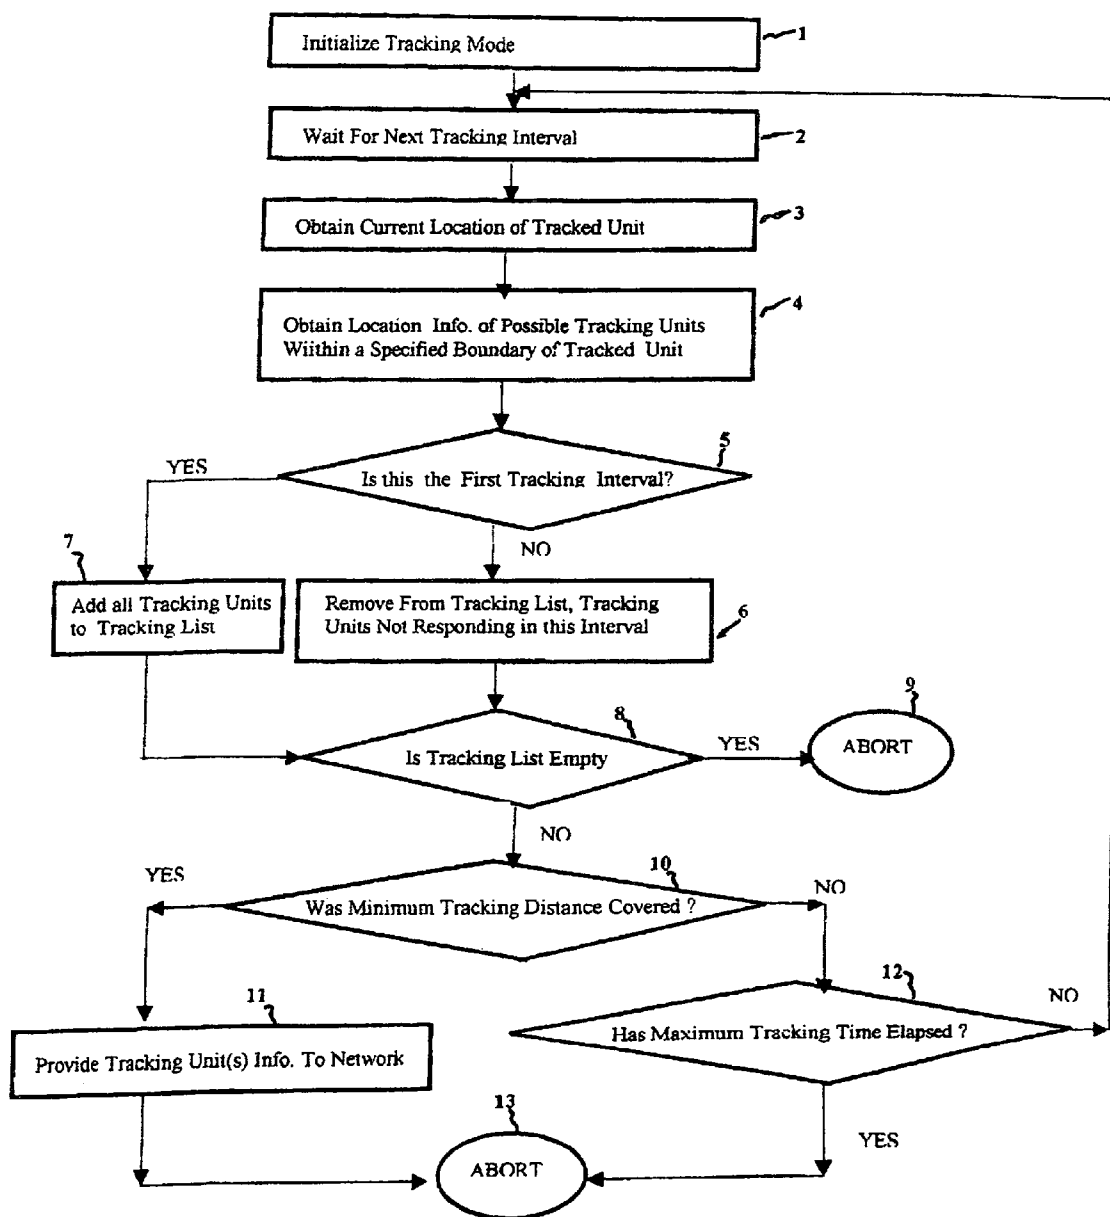 Initialize Tracking Mode
1
Wait For Next Tracking Interval
2
Obtain Current Location of Tracked Unit
3
Obtain Location Info. of Possible Tracking Units
Wiithin a Specified Boundary of Tracked Unit
4
5
YES
Is this the First Tracking Interval?
NO
7
Add all Tracking Units
to Tracking List
Remove From Tracking List, Tracking
Units Not Responding in this Interval
6
8
9
Is Tracking List Empty
YES
ABORT
NO
10
YES
NO
Was Minimum Tracking Distance Covered ?
12
11
NO
Has Maximum Tracking Time Elapsed ?
Provide Tracking Unit(s) Info. To Network
13
YES
ABORT